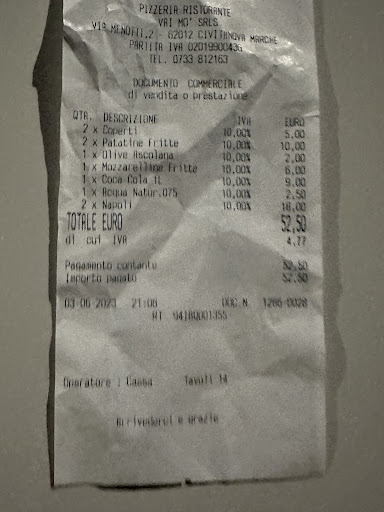 PIZZERIA RISTORANTE
VAI MO' SRLS
VIA MENOTTI,2 - 62012 CIVITANOVA MARCHE
PARTITA IVA 02019900436
TEL. 0733 812163
DOCUMENTO COMMERCIALE
di vendita o prestazione
QTA. DESCRIZIONE IVA EURO
2 x Coperti 10,00% 5,00
2 x Patatine Fritte 10,00% 10,00
1 x Olive Ascolana 10,00% 2,00
1 x Mozzarelline Fritte 10,00% 6,00
1 x Coca Cola 1L 10,00% 9,00
1 x Acqua Natur.075 10,00% 2,50
2 x Napoli 10,00% 18,00
TOTALE EURO 52,50
di cui IVA 4,77
Pagamento contante 52,50
Importo pagato 52,50
03-06-2023 21:06 DOC.N. 1286-0028
RT
Operatore : Cassa Tavoli 14
Arrivederci e grazie